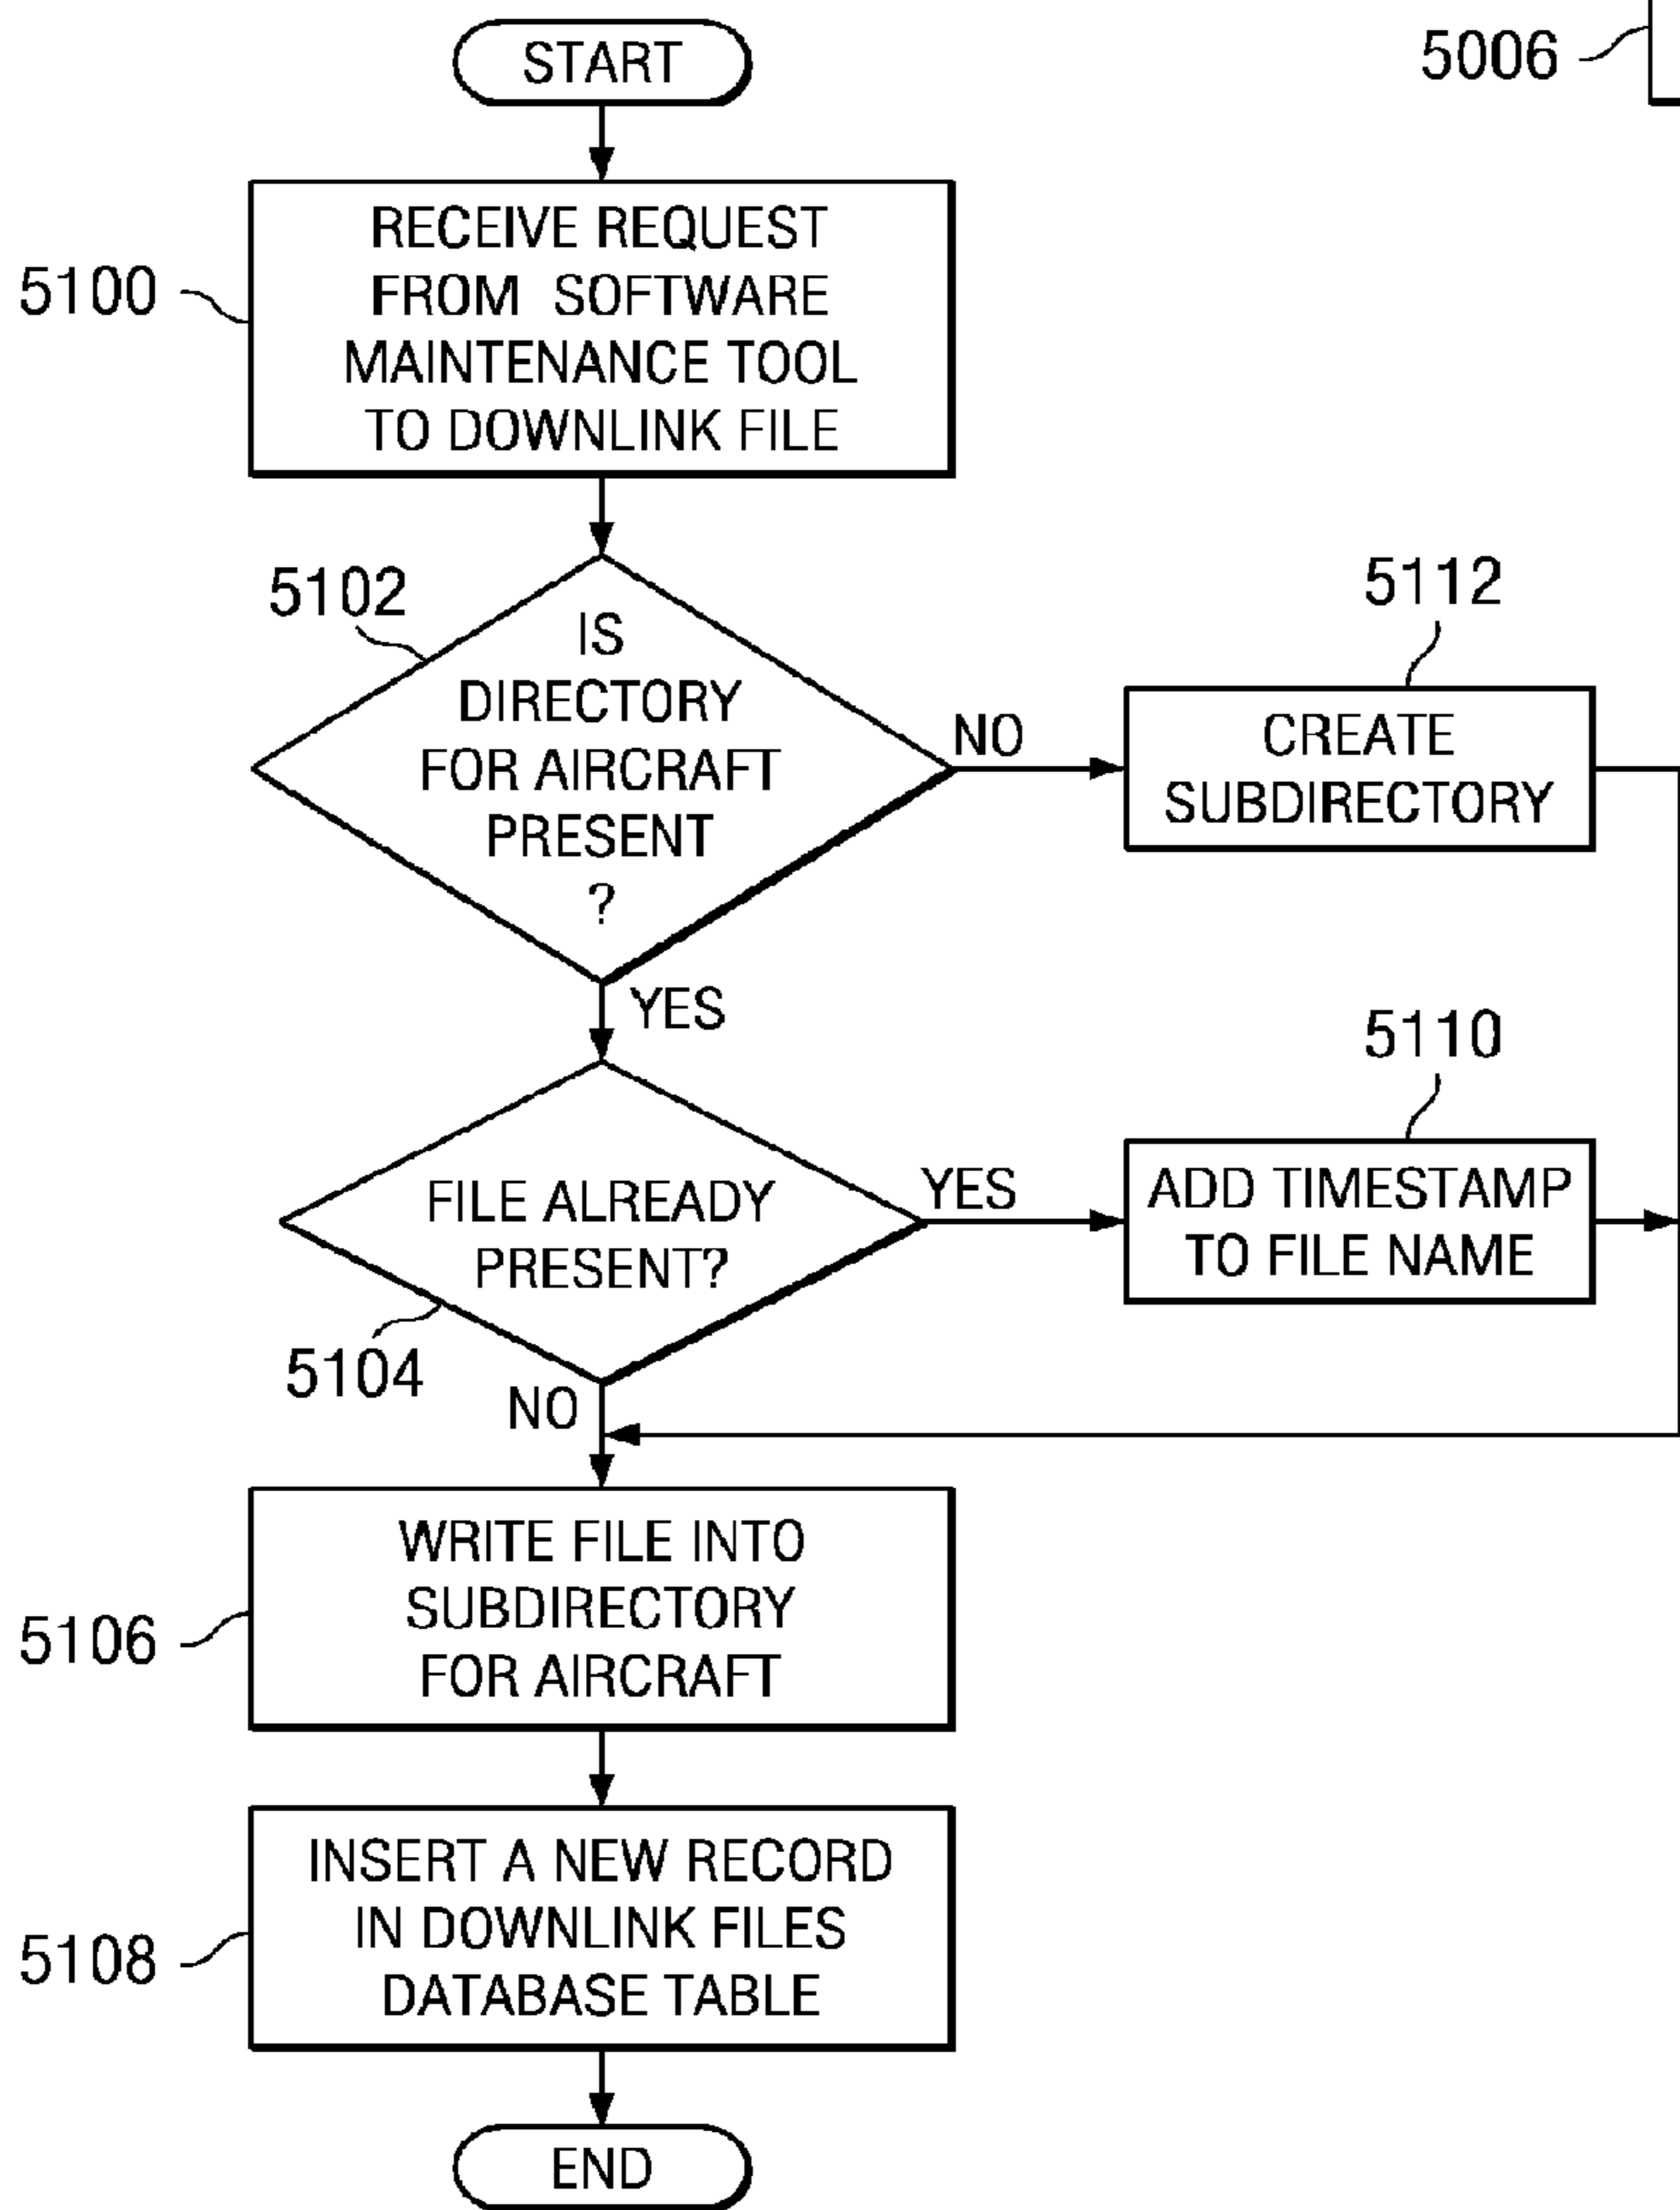 START
5006
RECEIVE REQUEST
FROM SOFTWARE
MAINTENANCE TOOL
TO DOWNLINK FILE
5100
5102
IS
DIRECTORY
FOR AIRCRAFT
PRESENT
?
NO
5112
CREATE
SUBDIRECTORY
YES
5110
FILE ALREADY
PRESENT?
YES
ADD TIMESTAMP
TO FILE NAME
5104
NO
WRITE FILE INTO
SUBDIRECTORY
FOR AIRCRAFT
5106
INSERT A NEW RECORD
IN DOWNLINK FILES
DATABASE TABLE
5108
END